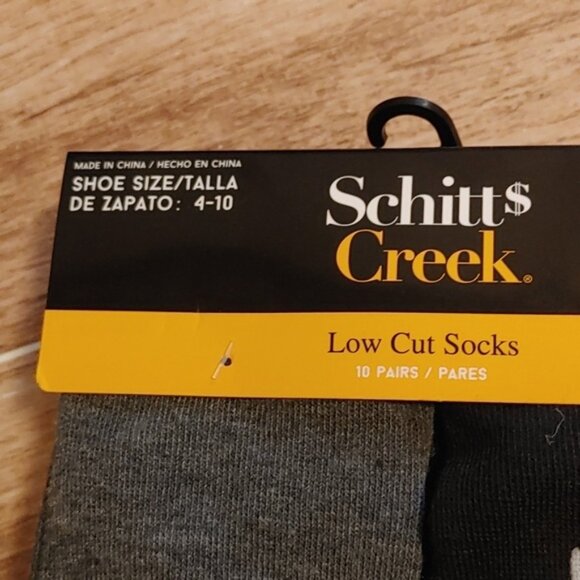 MADE IN CHINA / HECHO EN CHINA
SHOE SIZE/TALLA
DE ZAPATO: 4-10
Schitt$
Creek®
Low Cut Socks
10 PAIRS / PARES